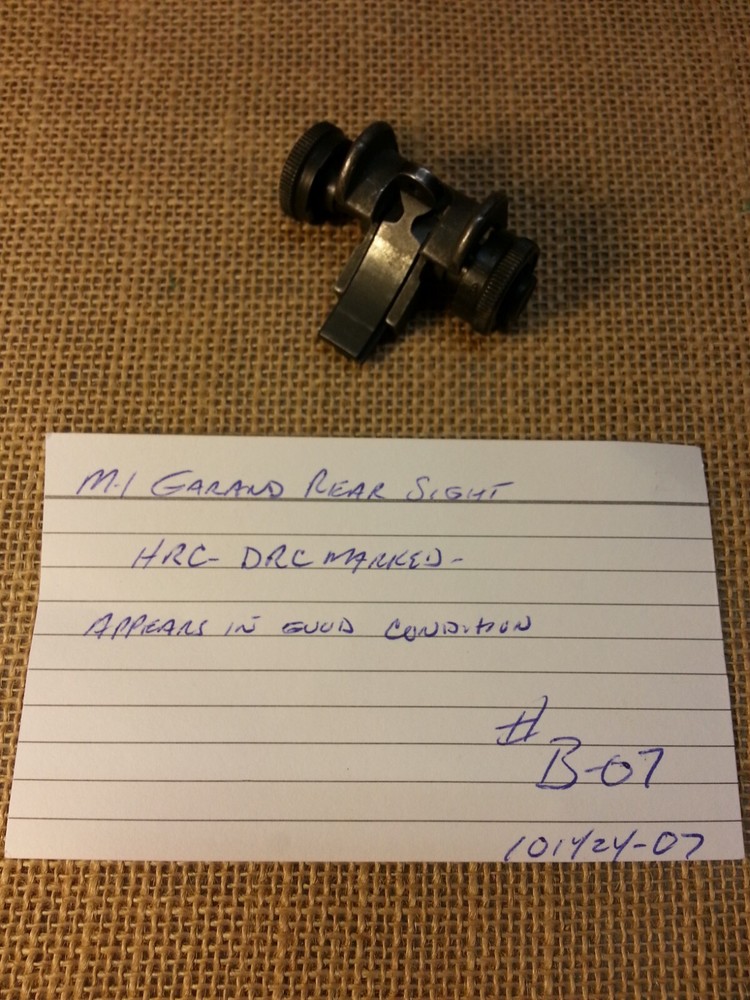 M-1 GARAND REAR SIGHT
HRC- DRC MARKED-
APPEARS IN GOOD CONDITION
#
B-07
101424-07